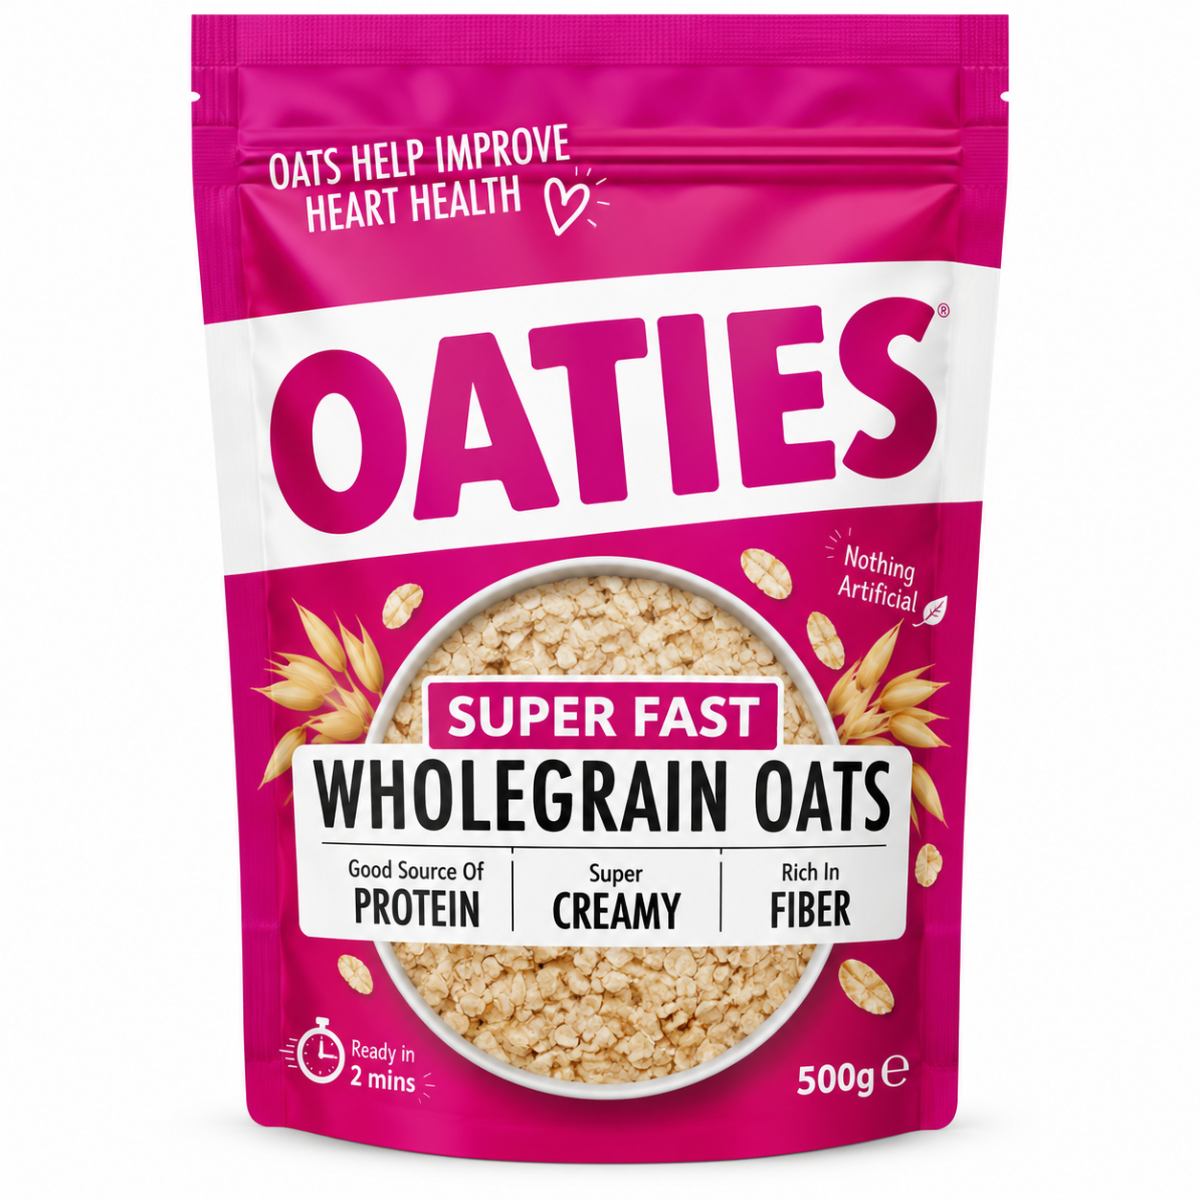 OATS HELP IMPROVE
HEART HEALTH
OATIES®
Nothing
Artificial
SUPER FAST
WHOLEGRAIN OATS
Good Source Of
PROTEIN
Super
CREAMY
Rich In
FIBER
Ready in
2 mins
500g ℮